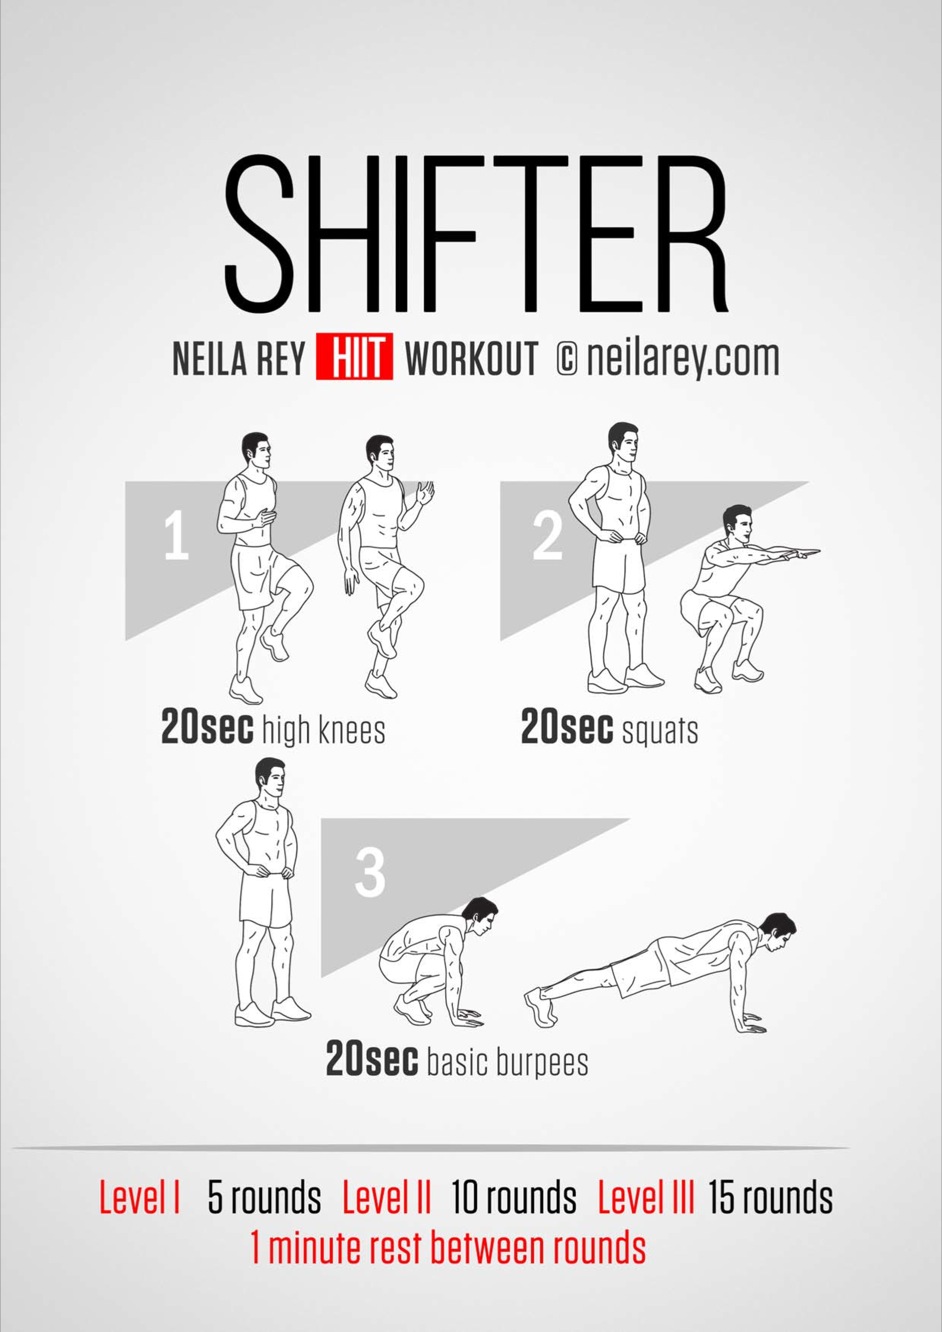 SHIFTER
NEILA REY HIIT WORKOUT © neilarey.com
1
2
20sec high knees
20sec squats
3
20sec basic burpees
Level I 5 rounds Level II 10 rounds Level III 15 rounds
1 minute rest between rounds